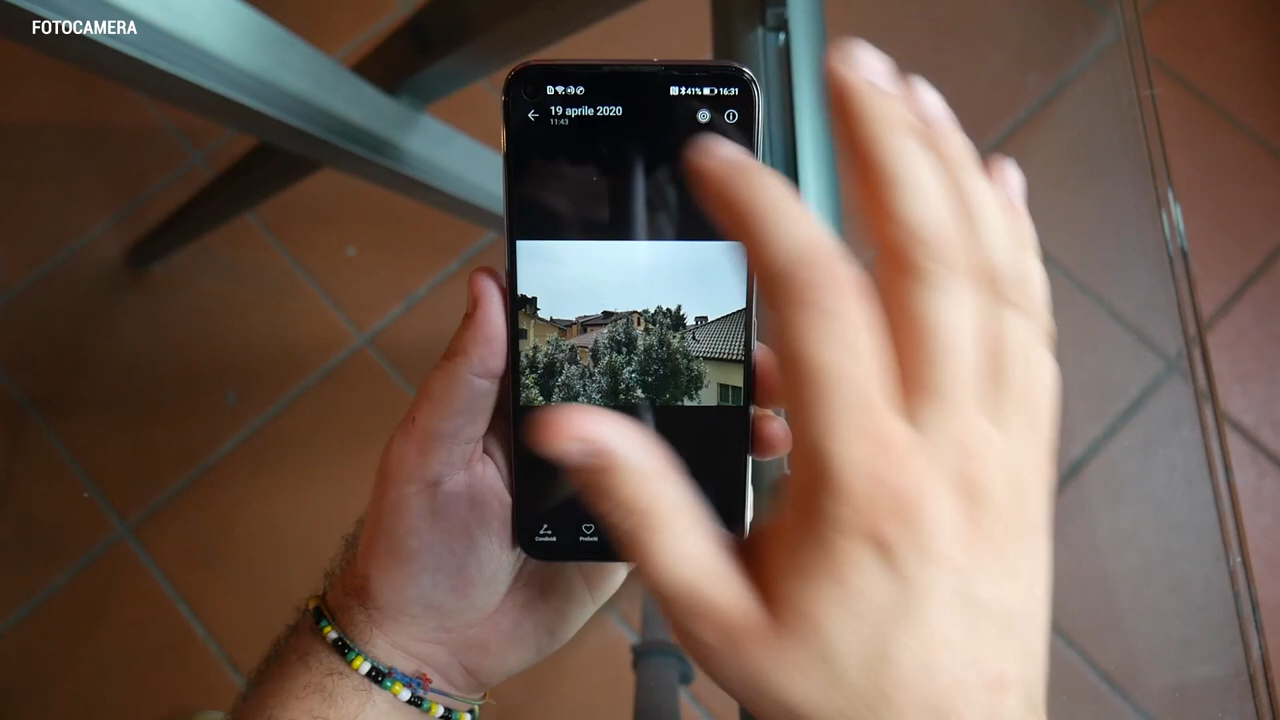 FOTOCAMERA
41% 16:31
19 aprile 2020
11:43
Condividi Preferiti